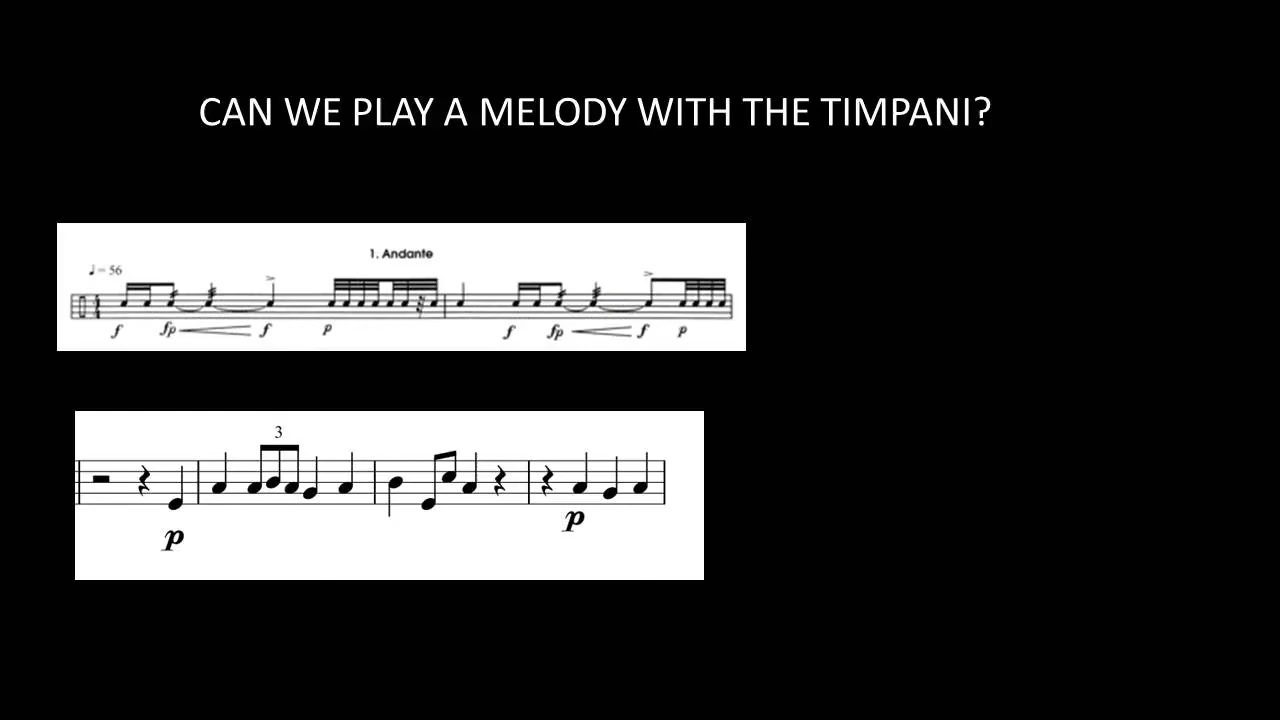 CAN WE PLAY A MELODY WITH THE TIMPANI?
1. Andante
♩ = 56
f fp f p f fp f p
3
p p